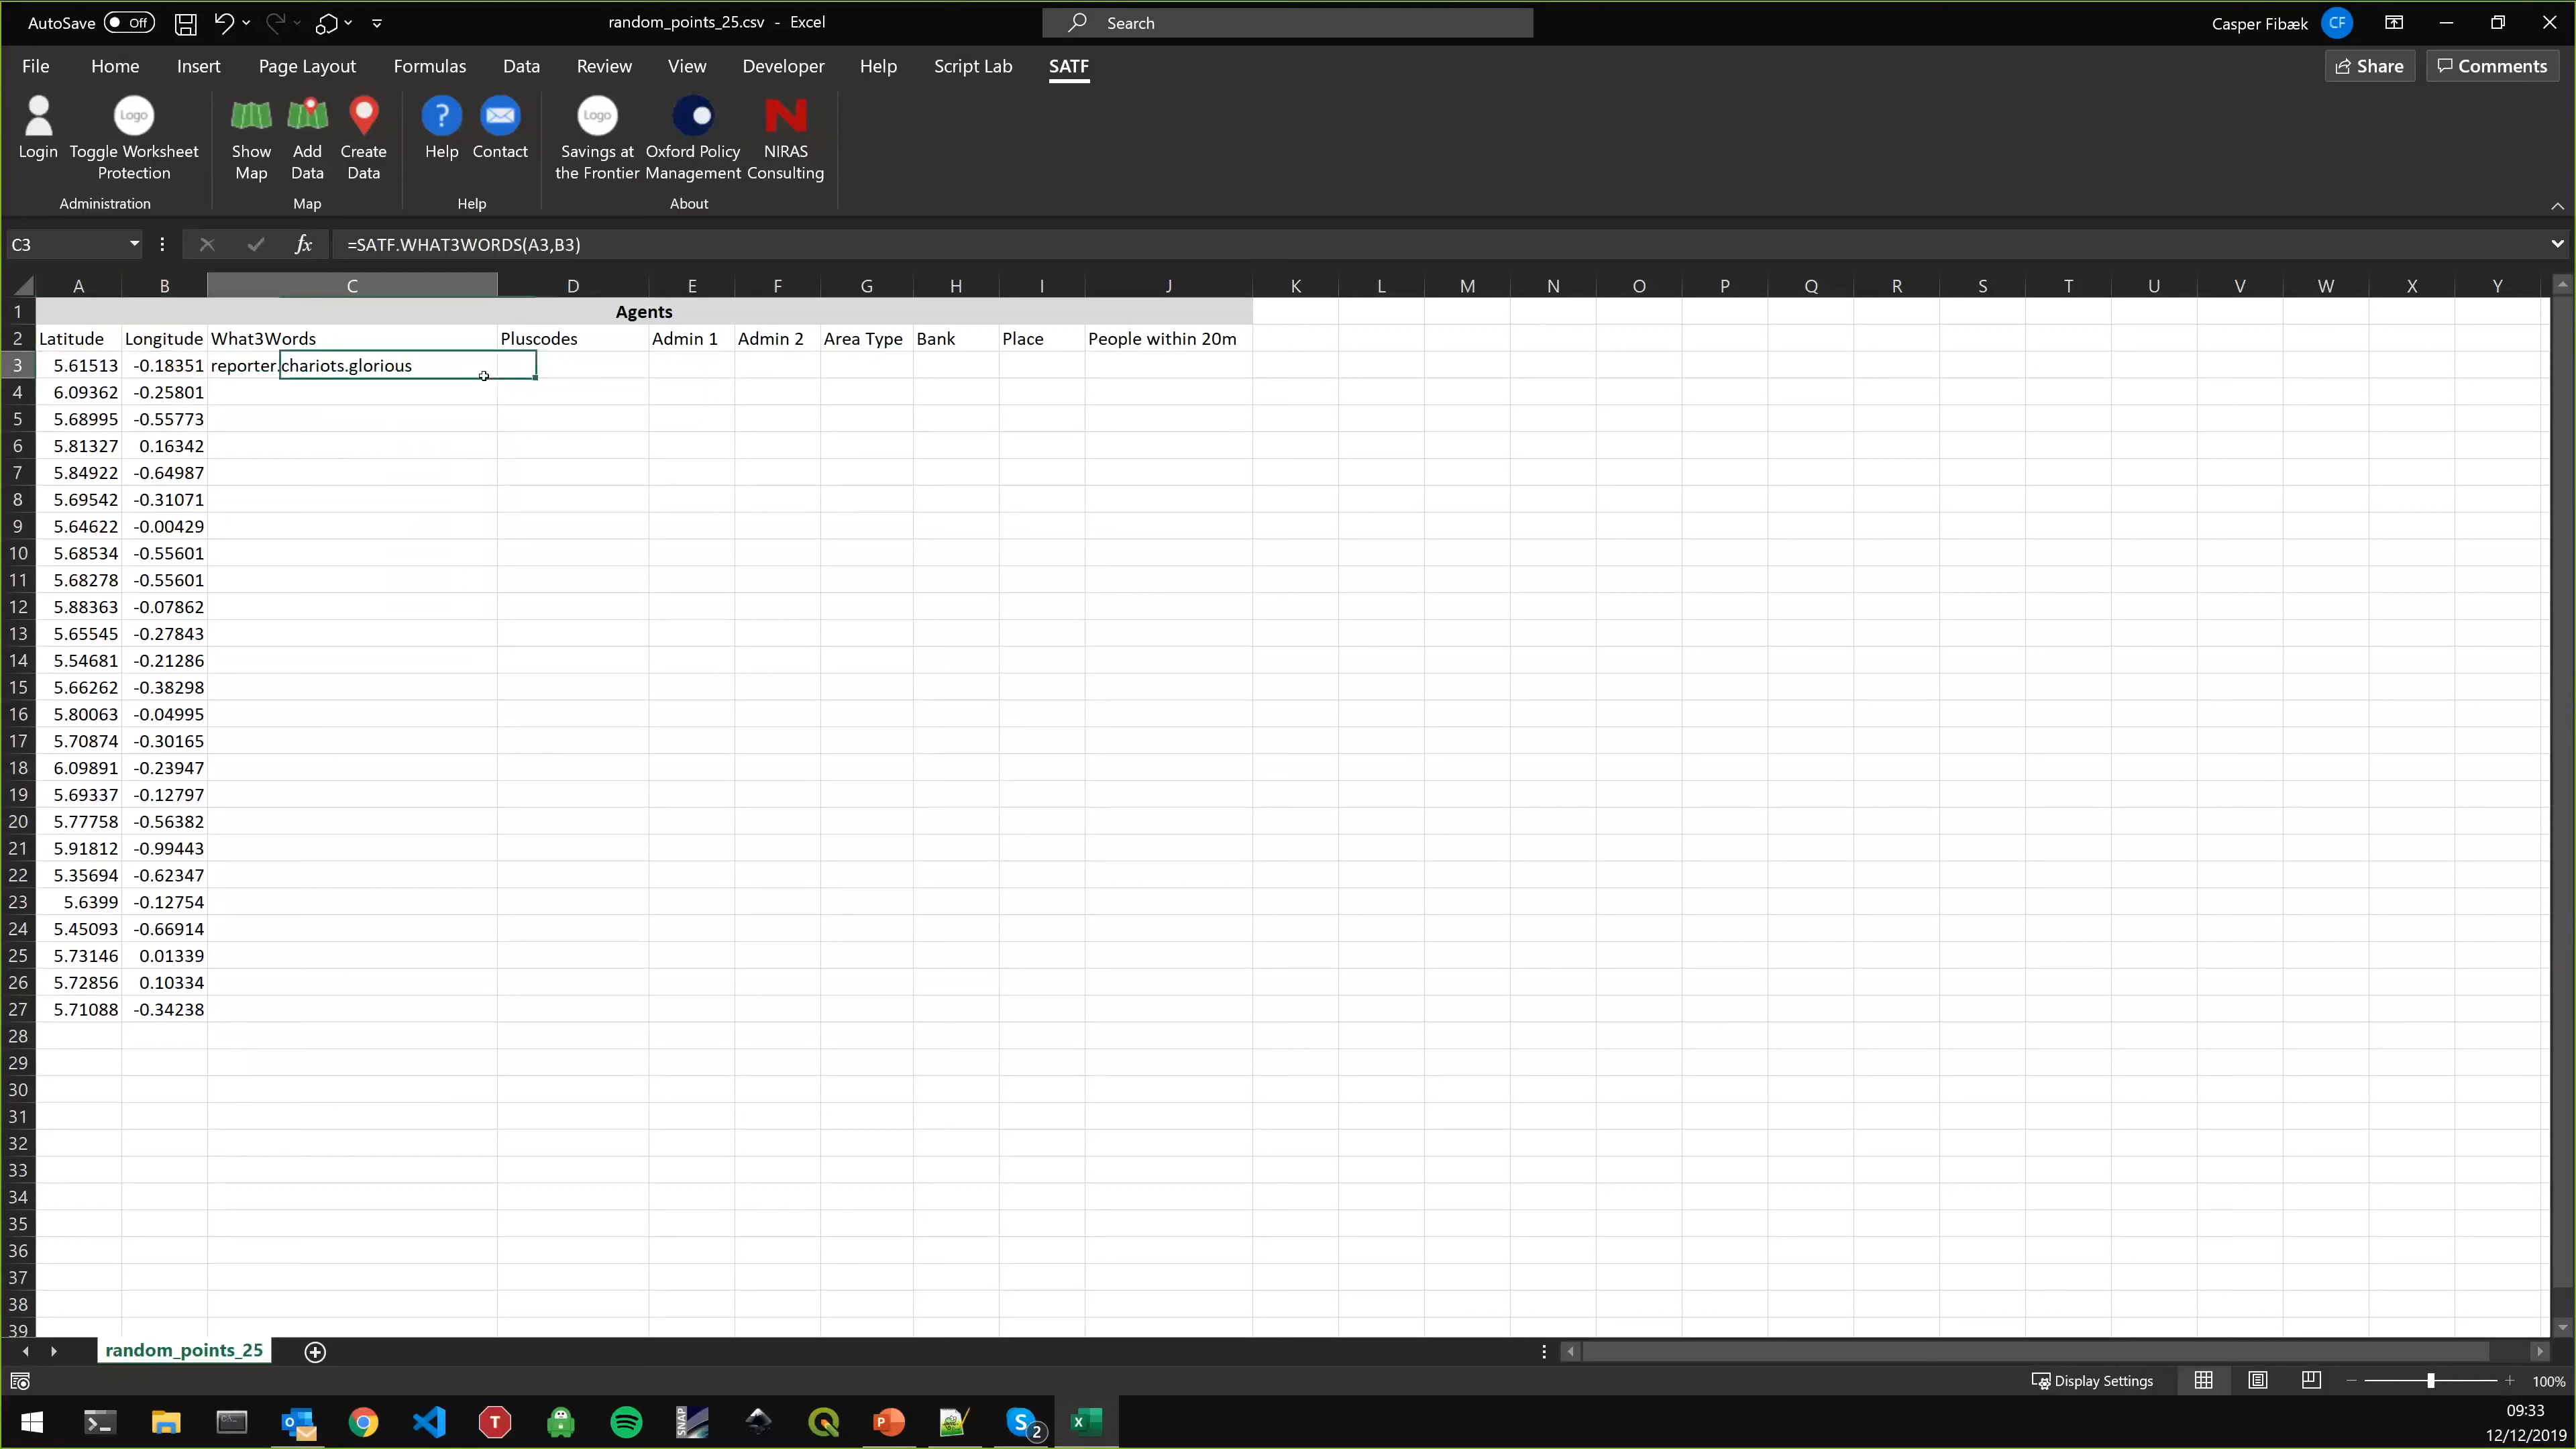 AutoSave Off random_points_25.csv - Excel Search Casper Fibæk CF
File Home Insert Page Layout Formulas Data Review View Developer Help Script Lab SATF Share Comments
Logo Logo
Login Toggle Worksheet Protection Show Map Add Data Create Data Help Contact Savings at the Frontier Oxford Policy Management NIRAS Consulting
Administration Map Help About
C3 fx =SATF.WHAT3WORDS(A3,B3)
A B C D E F G H I J K L M N O P Q R S T U V W X Y
1 Agents
2 Latitude Longitude What3Words Pluscodes Admin 1 Admin 2 Area Type Bank Place People within 20m
3 5.61513 -0.18351 reporter.chariots.glorious
4 6.09362 -0.25801
5 5.68995 -0.55773
6 5.81327 0.16342
7 5.84922 -0.64987
8 5.69542 -0.31071
9 5.64622 -0.00429
10 5.68534 -0.55601
11 5.68278 -0.55601
12 5.88363 -0.07862
13 5.65545 -0.27843
14 5.54681 -0.21286
15 5.66262 -0.38298
16 5.80063 -0.04995
17 5.70874 -0.30165
18 6.09891 -0.23947
19 5.69337 -0.12797
20 5.77758 -0.56382
21 5.91812 -0.99443
22 5.35694 -0.62347
23 5.6399 -0.12754
24 5.45093 -0.66914
25 5.73146 0.01339
26 5.72856 0.10334
27 5.71088 -0.34238
28
29
30
31
32
33
34
35
36
37
38
39
random_points_25
Display Settings 100%
SNAP 2
09:33
12/12/2019